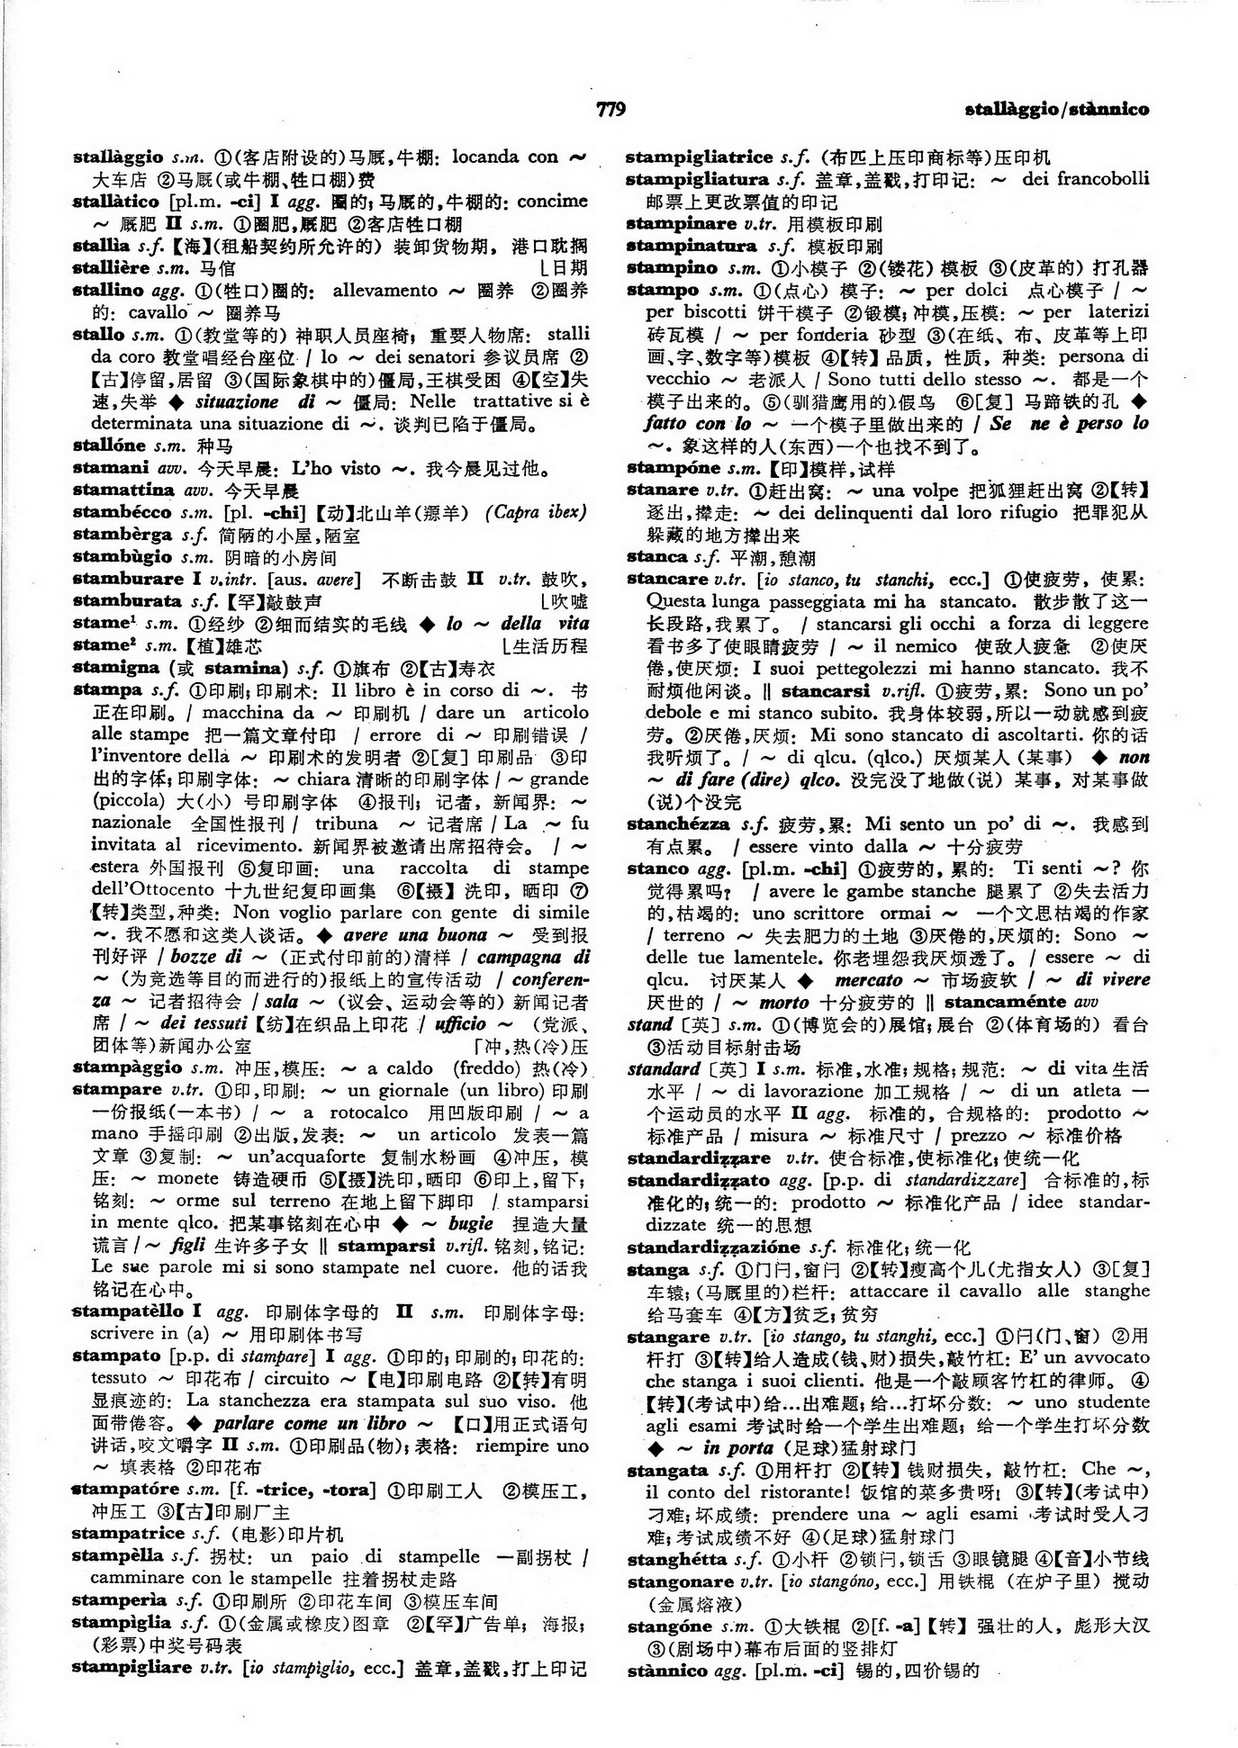 779
stallàggio/stànnico
stallàggio s.m. ①(客店附设的)马厩,牛棚: locanda con ～
大车店 ②马厩(或牛棚、牲口棚)费
stallàtico [pl.m. -ci] I agg. 圈的; 马厩的,牛棚的: concime
～ 厩肥 II s.m. ①圈肥,厩肥 ②客店牲口棚
stallìa s.f.【海】(租船契约所允许的) 装卸货物期, 港口耽搁
stallière s.m. 马倌 ⌊日期
stallino agg. ①(牲口)圈的: allevamento ～ 圈养 ②圈养
的: cavallo ～ 圈养马
stallo s.m. ①(教堂等的) 神职人员座椅; 重要人物席: stalli
da coro 教堂唱经台座位 / lo ～ dei senatori 参议员席 ②
【古】停留,居留 ③(国际象棋中的)僵局,王棋受困 ④【空】失
速,失举 ◆ situazione di ～ 僵局: Nelle trattative si è
determinata una situazione di ～. 谈判已陷于僵局。
stallóne s.m. 种马
stamani avv. 今天早晨: L'ho visto ～. 我今晨见过他。
stamattina avv. 今天早晨
stambécco s.m. [pl. -chi]【动】北山羊(羱羊) (Capra ibex)
stambèrga s.f. 简陋的小屋,陋室
stambùgio s.m. 阴暗的小房间
stamburare I v.intr. [aus. avere] 不断击鼓 II v.tr. 鼓吹,
stamburata s.f.【罕】敲鼓声 ⌊吹嘘
stame¹ s.m. ①经纱 ②细而结实的毛线 ◆ lo ～ della vita
stame² s.m.【植】雄芯 ⌊生活历程
stamigna (或 stamina) s.f. ①旗布 ②【古】寿衣
stampa s.f. ①印刷; 印刷术: Il libro è in corso di ～. 书
正在印刷。/ macchina da ～ 印刷机 / dare un articolo
alle stampe 把一篇文章付印 / errore di ～ 印刷错误 /
l'inventore della ～ 印刷术的发明者 ②[复] 印刷品 ③印
出的字体; 印刷字体: ～ chiara 清晰的印刷字体 / ～ grande
(piccola) 大(小) 号印刷字体 ④报刊; 记者, 新闻界: ～
nazionale 全国性报刊 / tribuna ～ 记者席 / La ～ fu
invitata al ricevimento. 新闻界被邀请出席招待会。 / ～
estera 外国报刊 ⑤复印画: una raccolta di stampe
dell'Ottocento 十九世纪复印画集 ⑥【摄】洗印, 晒印 ⑦
【转】类型,种类: Non voglio parlare con gente di simile
～. 我不愿和这类人谈话。◆ avere una buona ～ 受到报
刊好评 / bozze di ～ (正式付印前的)清样 / campagna di
～ (为竞选等目的而进行的)报纸上的宣传活动 / conferen-
za ～ 记者招待会 / sala ～ (议会、运动会等的) 新闻记者
席 / ～ dei tessuti【纺】在织品上印花 / ufficio ～ (党派、
团体等)新闻办公室 ⌈冲,热(冷)压
stampàggio s.m. 冲压,模压: ～ a caldo (freddo) 热(冷)
stampare v.tr. ①印,印刷: ～ un giornale (un libro) 印刷
一份报纸(一本书) / ～ a rotocalco 用凹版印刷 / ～ a
mano 手摇印刷 ②出版,发表: ～ un articolo 发表一篇
文章 ③复制: ～ un'acquaforte 复制水粉画 ④冲压, 模
压: ～ monete 铸造硬币 ⑤【摄】洗印,晒印 ⑥印上,留下;
铭刻: ～ orme sul terreno 在地上留下脚印 / stamparsi
in mente qlco. 把某事铭刻在心中 ◆ ～ bugie 捏造大量
谎言 / ～ figli 生许多子女 ‖ stamparsi v.rifl. 铭刻,铭记:
Le sue parole mi si sono stampate nel cuore. 他的话我
铭记在心中。
stampatèllo I agg. 印刷体字母的 II s.m. 印刷体字母:
scrivere in (a) ～ 用印刷体书写
stampato [p.p. di stampare] I agg. ①印的; 印刷的; 印花的:
tessuto ～ 印花布 / circuito ～【电】印刷电路 ②【转】有明
显痕迹的: La stanchezza era stampata sul suo viso. 他
面带倦容。◆ parlare come un libro ～ 【口】用正式语句
讲话,咬文嚼字 II s.m. ①印刷品(物); 表格: riempire uno
～ 填表格 ②印花布
stampatóre s.m. [f. -trice, -tora] ①印刷工人 ②模压工,
冲压工 ③【古】印刷厂主
stampatrice s.f. (电影)印片机
stampèlla s.f. 拐杖: un paio di stampelle 一副拐杖 /
camminare con le stampelle 拄着拐杖走路
stamperìa s.f. ①印刷所 ②印花车间 ③模压车间
stampìglia s.f. ①(金属或橡皮)图章 ②【罕】广告单; 海报;
(彩票)中奖号码表
stampigliare v.tr. [io stampìglio, ecc.] 盖章,盖戳,打上印记
stampigliatrice s.f. (布匹上压印商标等)压印机
stampigliatura s.f. 盖章,盖戳,打印记: ～ dei francobolli
邮票上更改票值的印记
stampinare v.tr. 用模板印刷
stampinatura s.f. 模板印刷
stampino s.m. ①小模子 ②(镂花) 模板 ③(皮革的) 打孔器
stampo s.m. ①(点心) 模子: ～ per dolci 点心模子 / ～
per biscotti 饼干模子 ②锻模; 冲模,压模: ～ per laterizi
砖瓦模 / ～ per fonderia 砂型 ③(在纸、布、皮革等上印
画、字、数字等)模板 ④【转】品质, 性质, 种类: persona di
vecchio ～ 老派人 / Sono tutti dello stesso ～. 都是一个
模子出来的。⑤(驯猎鹰用的)假鸟 ⑥[复] 马蹄铁的孔 ◆
fatto con lo ～ 一个模子里做出来的 / Se ne è perso lo
～. 象这样的人(东西)一个也找不到了。
stampóne s.m.【印】模样,试样
stanare v.tr. ①赶出窝: ～ una volpe 把狐狸赶出窝 ②【转】
逐出,撵走: ～ dei delinquenti dal loro rifugio 把罪犯从
躲藏的地方撵出来
stanca s.f. 平潮,憩潮
stancare v.tr. [io stanco, tu stanchi, ecc.] ①使疲劳, 使累:
Questa lunga passeggiata mi ha stancato. 散步散了这一
长段路,我累了。 / stancarsi gli occhi a forza di leggere
看书多了使眼睛疲劳 / ～ il nemico 使敌人疲惫 ②使厌
倦,使厌烦: I suoi pettegolezzi mi hanno stancato. 我不
耐烦他闲谈。‖ stancarsi v.rifl. ①疲劳,累: Sono un po'
debole e mi stanco subito. 我身体较弱,所以一动就感到疲
劳。②厌倦,厌烦: Mi sono stancato di ascoltarti. 你的话
我听烦了。/ ～ di qlcu. (qlco.) 厌烦某人 (某事) ◆ non
～ di fare (dire) qlco. 没完没了地做(说) 某事, 对某事做
(说)个没完
stanchézza s.f. 疲劳,累: Mi sento un po' di ～. 我感到
有点累。 / essere vinto dalla ～ 十分疲劳
stanco agg. [pl.m. -chi] ①疲劳的, 累的: Ti senti ～? 你
觉得累吗? / avere le gambe stanche 腿累了 ②失去活力
的,枯竭的: uno scrittore ormai ～ 一个文思枯竭的作家
/ terreno ～ 失去肥力的土地 ③厌倦的,厌烦的: Sono ～
delle tue lamentele. 你老埋怨我厌烦透了。/ essere ～ di
qlcu. 讨厌某人 ◆ mercato ～ 市场疲软 / ～ di vivere
厌世的 / ～ morto 十分疲劳的 ‖ stancaménte avv
stand [英] s.m. ①(博览会的)展馆; 展台 ②(体育场的) 看台
③活动目标射击场
standard [英] I s.m. 标准,水准; 规格; 规范: ～ di vita 生活
水平 / ～ di lavorazione 加工规格 / ～ di un atleta 一
个运动员的水平 II agg. 标准的, 合规格的: prodotto ～
标准产品 / misura ～ 标准尺寸 / prezzo ～ 标准价格
standardiẓẓare v.tr. 使合标准,使标准化; 使统一化
standardiẓẓato agg. [p.p. di standardizzare] 合标准的,标
准化的; 统一的: prodotto ～ 标准化产品 / idee standar-
dizzate 统一的思想
standardiẓẓazióne s.f. 标准化; 统一化
stanga s.f. ①门闩,窗闩 ②【转】瘦高个儿(尤指女人) ③[复]
车辕; (马厩里的)栏杆: attaccare il cavallo alle stanghe
给马套车 ④【方】贫乏; 贫穷
stangare v.tr. [io stango, tu stanghi, ecc.] ①闩(门、窗) ②用
杆打 ③【转】给人造成(钱、财)损失,敲竹杠: E' un avvocato
che stanga i suoi clienti. 他是一个敲顾客竹杠的律师。 ④
【转】(考试中)给…出难题; 给…打坏分数: ～ uno studente
agli esami 考试时给一个学生出难题; 给一个学生打坏分数
◆ ～ in porta (足球)猛射球门
stangata s.f. ①用杆打 ②【转】钱财损失, 敲竹杠: Che ～,
il conto del ristorante! 饭馆的菜多贵呀! ③【转】(考试中)
刁难; 坏成绩: prendere una ～ agli esami 考试时受人刁
难; 考试成绩不好 ④(足球)猛射球门
stanghétta s.f. ①小杆 ②锁闩,锁舌 ③眼镜腿 ④【音】小节线
stangonare v.tr. [io stangóno, ecc.] 用铁棍 (在炉子里) 搅动
(金属熔液)
stangóne s.m. ①大铁棍 ②[f. -a]【转】强壮的人, 彪形大汉
③(剧场中)幕布后面的竖排灯
stànnico agg. [pl.m. -ci] 锡的,四价锡的